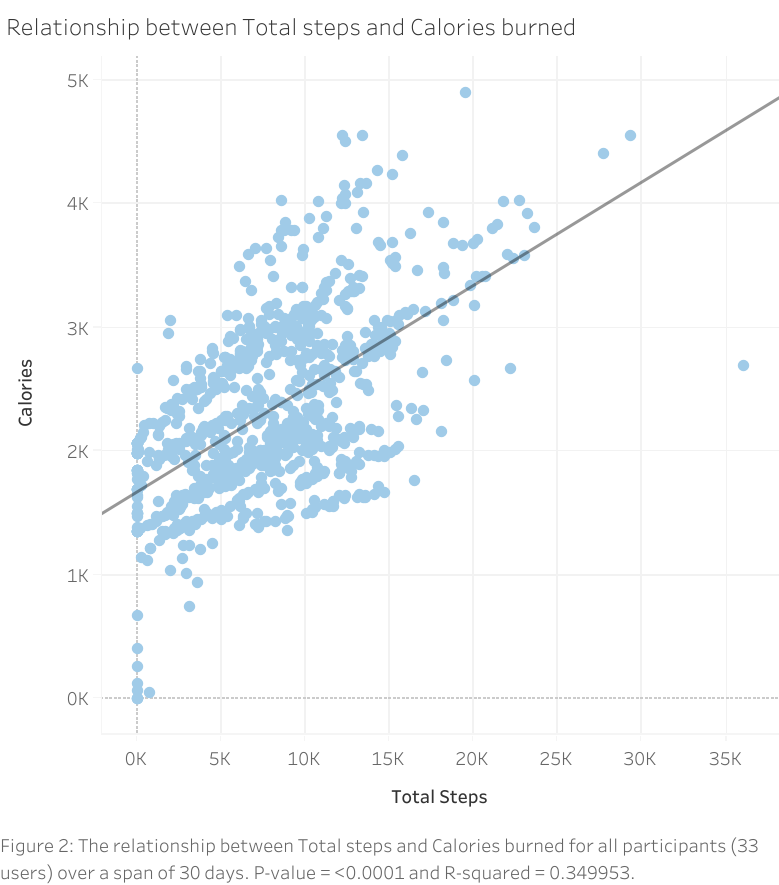 Relationship between Total steps and Calories burned
5K
4K
3K
2K
1K
0K
Calories
0K 5K 10K 15K 20K 25K 30K 35K
Total Steps
Figure 2: The relationship between Total steps and Calories burned for all participants (33
users) over a span of 30 days. P-value = <0.0001 and R-squared = 0.349953.